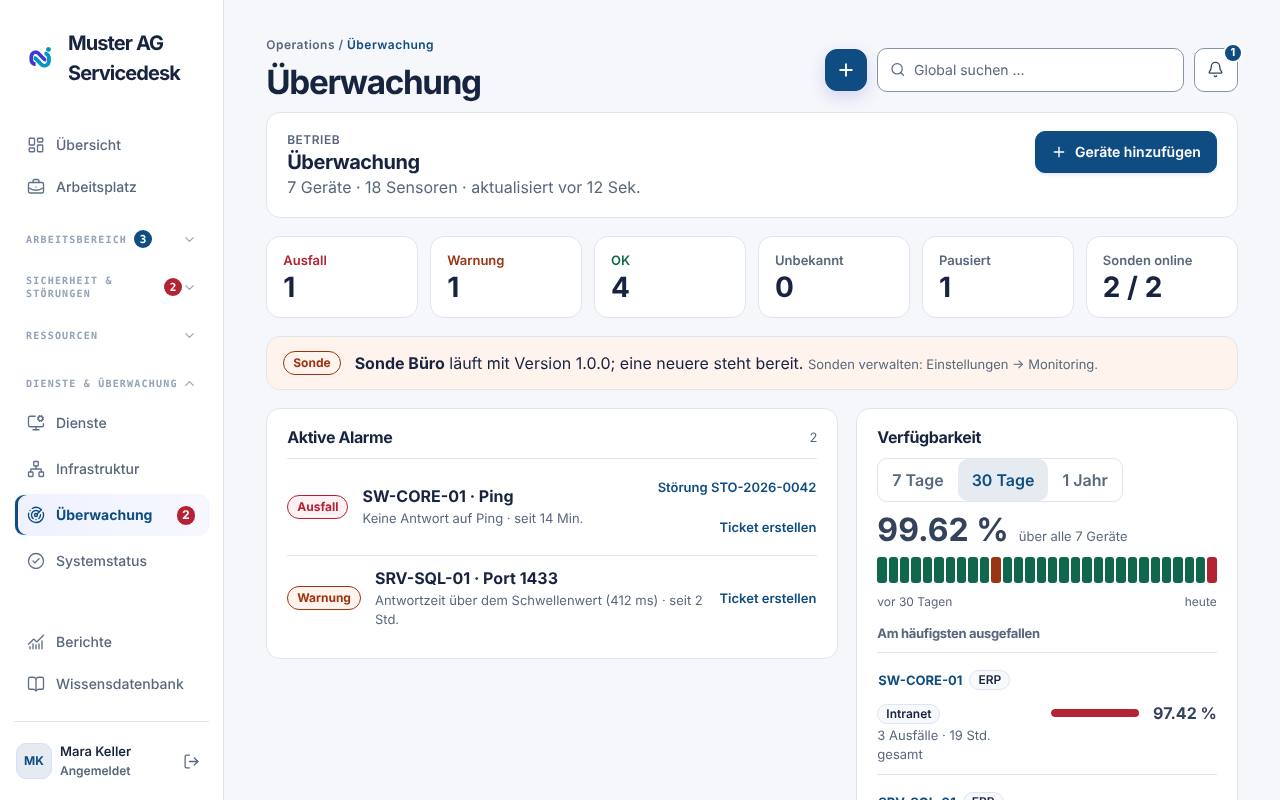 Muster AG
Servicedesk
Übersicht
Arbeitsplatz
ARBEITSBEREICH 3
SICHERHEIT &
STÖRUNGEN 2
RESSOURCEN
DIENSTE & ÜBERWACHUNG
Dienste
Infrastruktur
Überwachung 2
Systemstatus
Berichte
Wissensdatenbank
MK
Mara Keller
Angemeldet
Operations / Überwachung
Überwachung
+
Global suchen ...
1
BETRIEB
Überwachung
7 Geräte · 18 Sensoren · aktualisiert vor 12 Sek.
+ Geräte hinzufügen
Ausfall
1
Warnung
1
OK
4
Unbekannt
0
Pausiert
1
Sonden online
2 / 2
Sonde Sonde Büro läuft mit Version 1.0.0; eine neuere steht bereit. Sonden verwalten: Einstellungen → Monitoring.
Aktive Alarme 2
Ausfall
SW-CORE-01 · Ping
Keine Antwort auf Ping · seit 14 Min.
Störung STO-2026-0042
Ticket erstellen
Warnung
SRV-SQL-01 · Port 1433
Antwortzeit über dem Schwellenwert (412 ms) · seit 2
Std.
Ticket erstellen
Verfügbarkeit
7 Tage 30 Tage 1 Jahr
99.62 % über alle 7 Geräte
vor 30 Tagen heute
Am häufigsten ausgefallen
SW-CORE-01 ERP
Intranet
3 Ausfälle · 19 Std.
gesamt
97.42 %
SRV-SQL-01 ERP